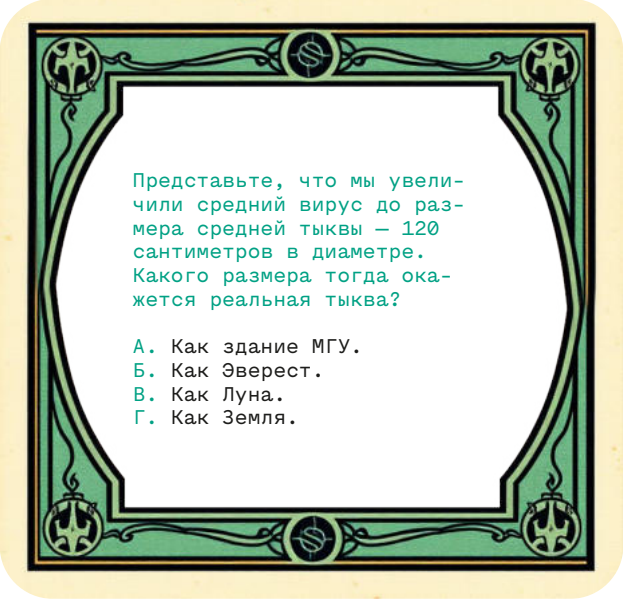 Представьте, что мы увели-
чили средний вирус до раз-
мера средней тыквы — 120
сантиметров в диаметре.
Какого размера тогда ока-
жется реальная тыква?
А. Как здание МГУ.
Б. Как Эверест.
В. Как Луна.
Г. Как Земля.